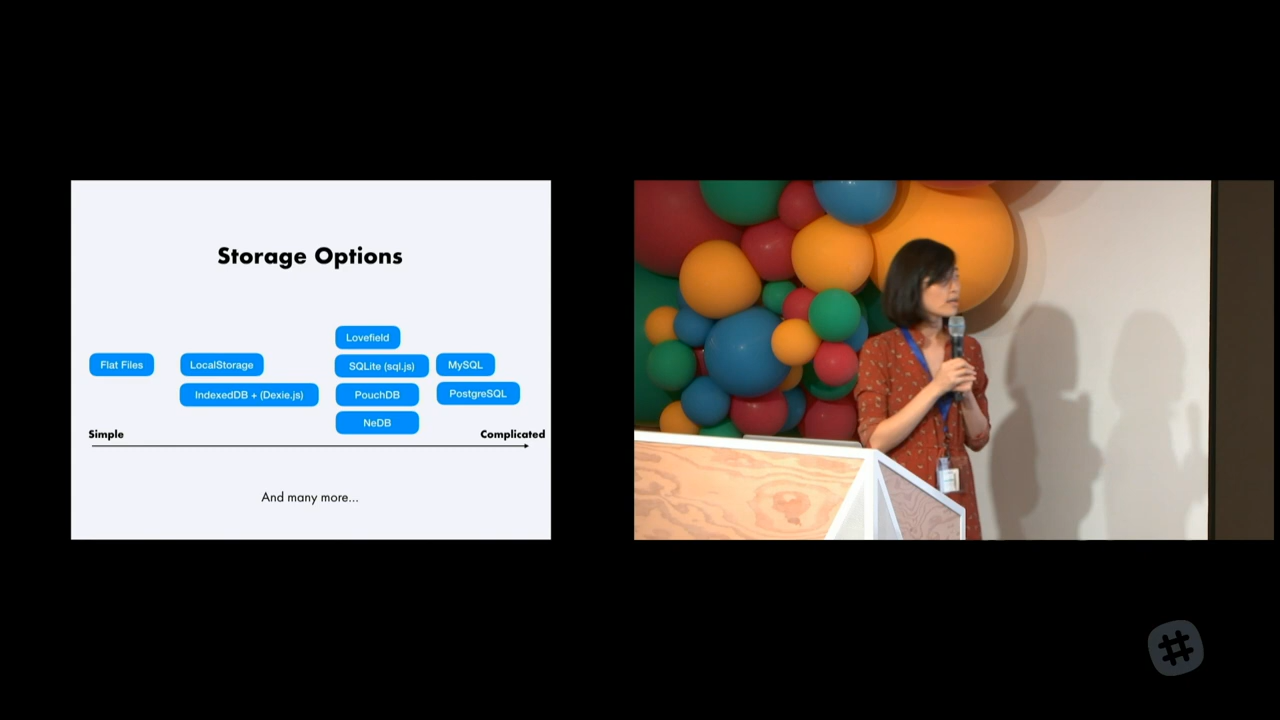 Storage Options
Lovefield
Flat Files
LocalStorage
SQLite (sql.js)
MySQL
IndexedDB + (Dexie.js)
PouchDB
PostgreSQL
NeDB
Simple
Complicated
And many more...
#